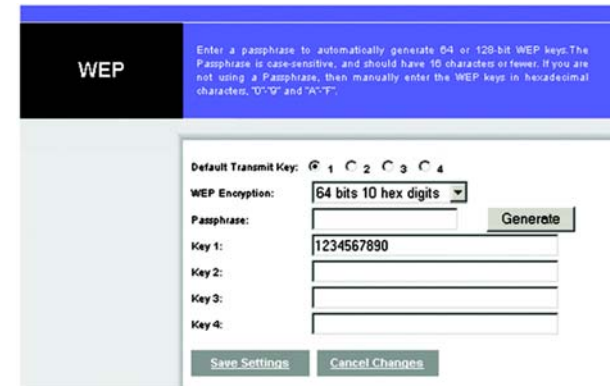 WEP
Enter a passphrase to automatically generate 64 or 128-bit WEP keys.The
Passphrase is case-sensitive, and should have 16 characters or fewer. If you are
not using a Passphrase, then manually enter the WEP keys in hexadecimal
characters, "0"-"9" and "A"-"F".
Default Transmit Key: 1 2 3 4
WEP Encryption: 64 bits 10 hex digits
Passphrase: Generate
Key 1: 1234567890
Key 2:
Key 3:
Key 4:
Save Settings Cancel Changes